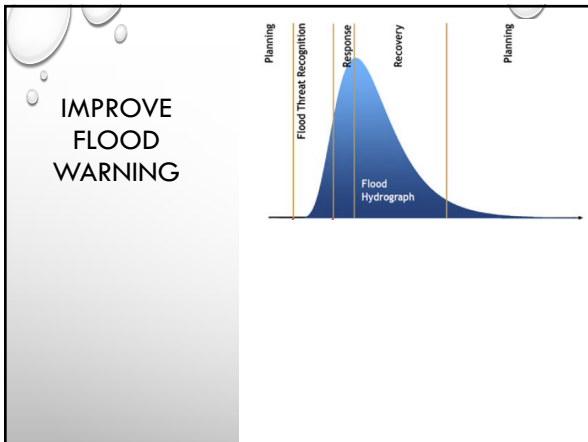 IMPROVE
FLOOD
WARNING
Planning
Flood Threat Recognition
Response
Recovery
Planning
Flood
Hydrograph